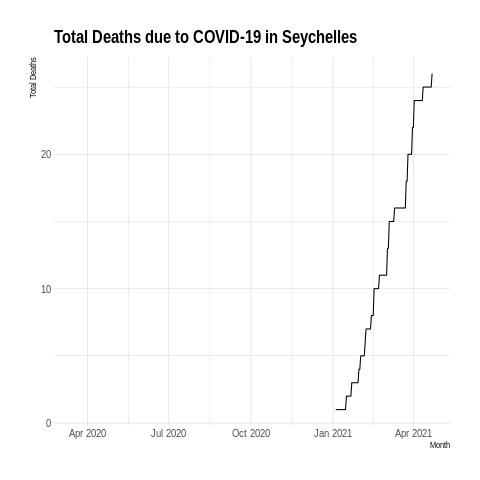 Total Deaths due to COVID-19 in Seychelles
Total Deaths
20
10
0
Apr 2020 Jul 2020 Oct 2020 Jan 2021 Apr 2021
Month